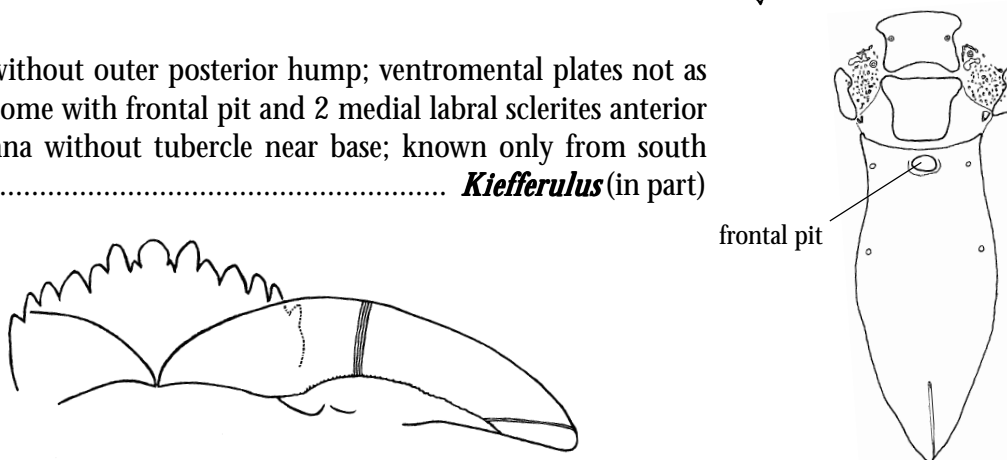 without outer posterior hump; ventromental plates not as
ome with frontal pit and 2 medial labral sclerites anterior
nna without tubercle near base; known only from south
................................................................................ Kiefferulus (in part)
frontal pit